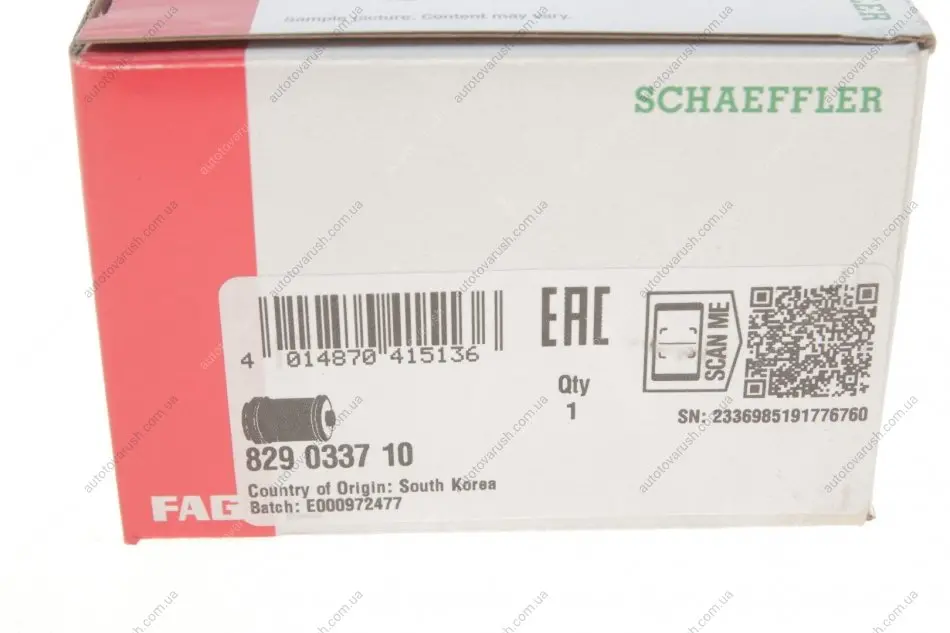 Sample picture. Content may vary.
SCHAEFFLER
SCHAEFFLER
4 014870 415136
EAC
SCAN ME
Qty
1
SN: 2336985191776760
829 0337 10
Country of Origin: South Korea
Batch: E000972477
FAG
autotovarush.com.ua